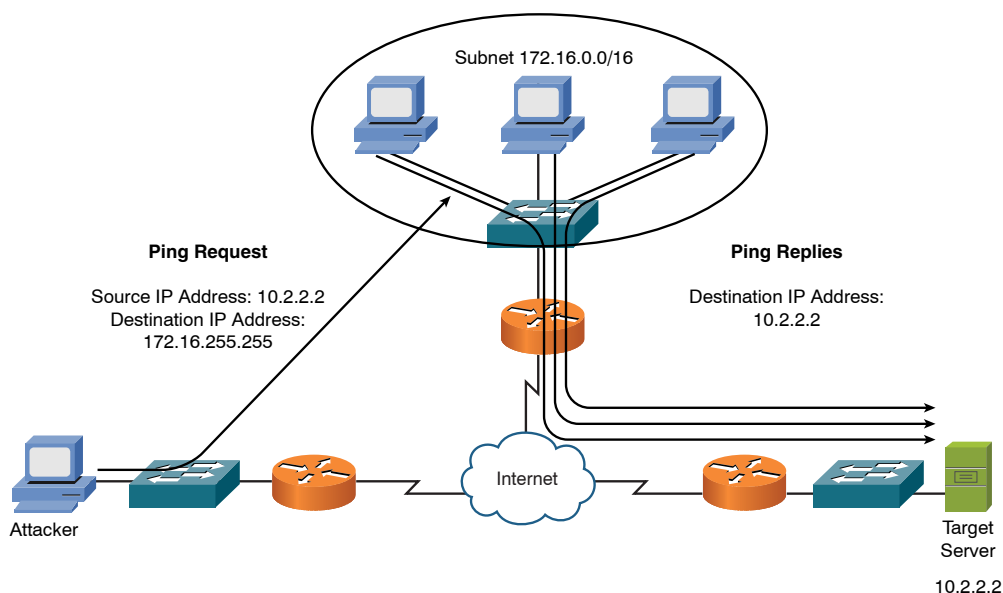 Subnet 172.16.0.0/16
Ping Request
Source IP Address: 10.2.2.2
Destination IP Address:
172.16.255.255
Ping Replies
Destination IP Address:
10.2.2.2
Internet
Attacker
Target
Server
10.2.2.2